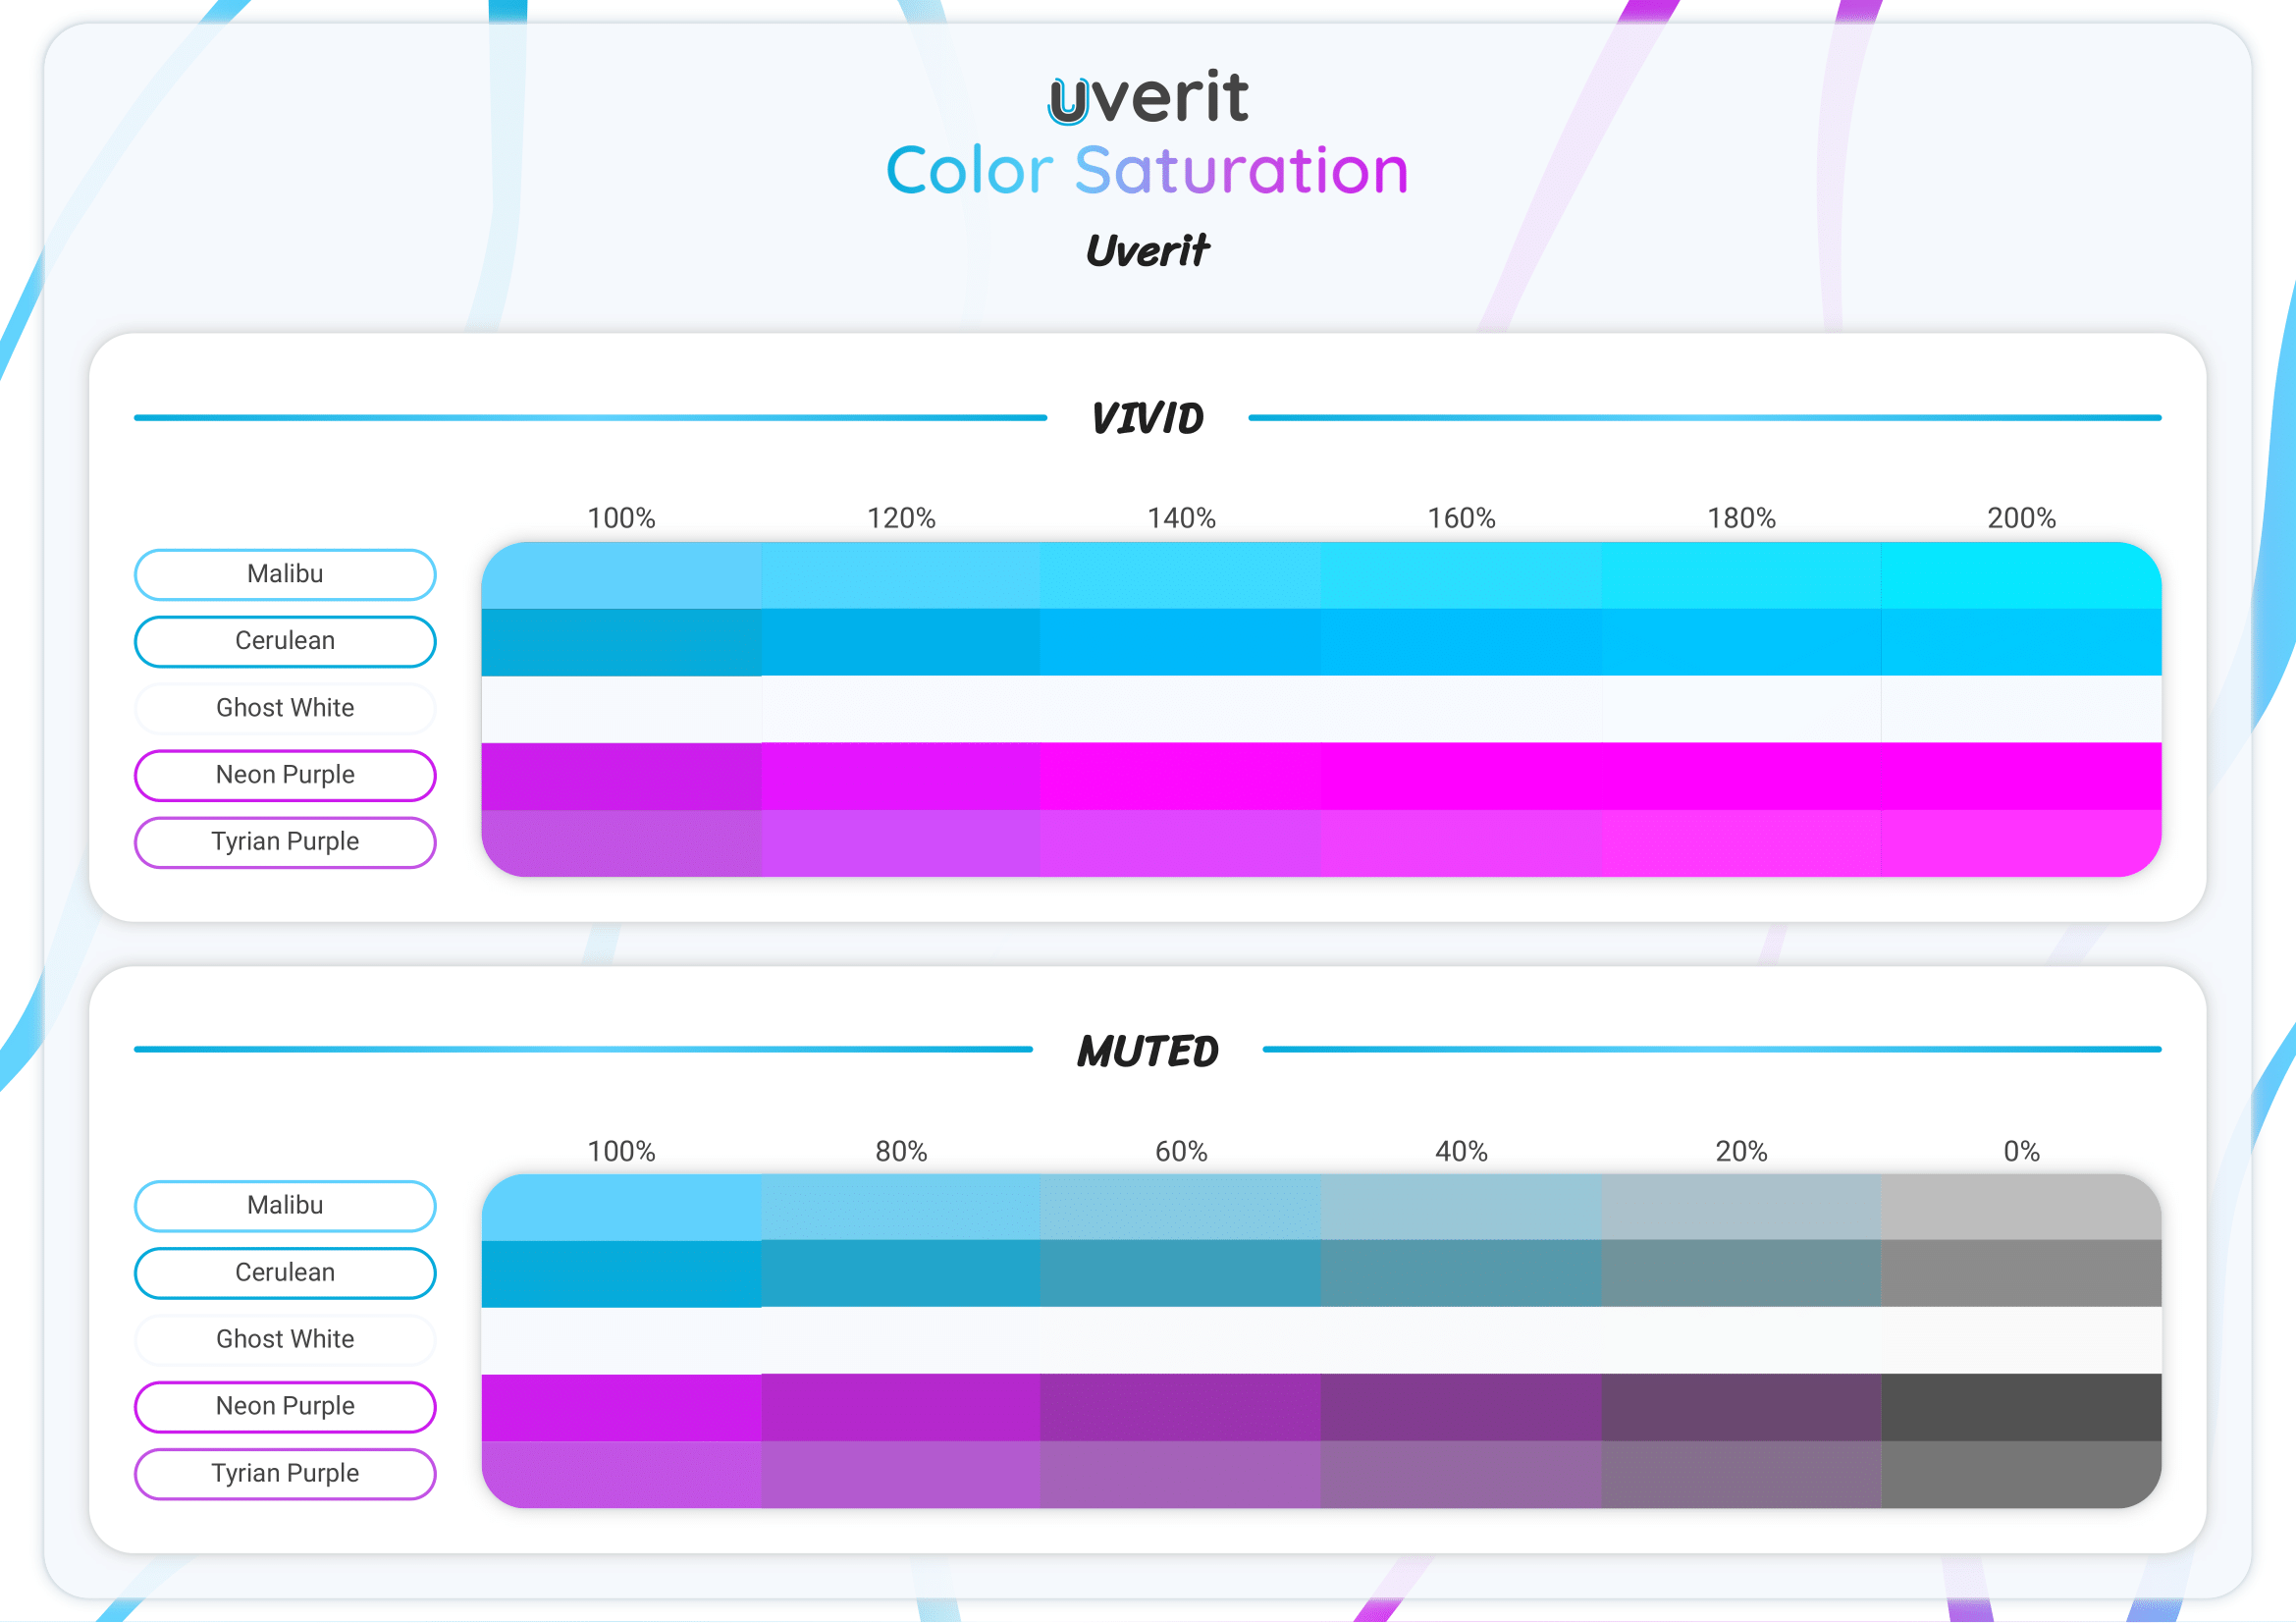 uverit
Color Saturation
Uverit
VIVID
100% 120% 140% 160% 180% 200%
Malibu
Cerulean
Ghost White
Neon Purple
Tyrian Purple
MUTED
100% 80% 60% 40% 20% 0%
Malibu
Cerulean
Ghost White
Neon Purple
Tyrian Purple